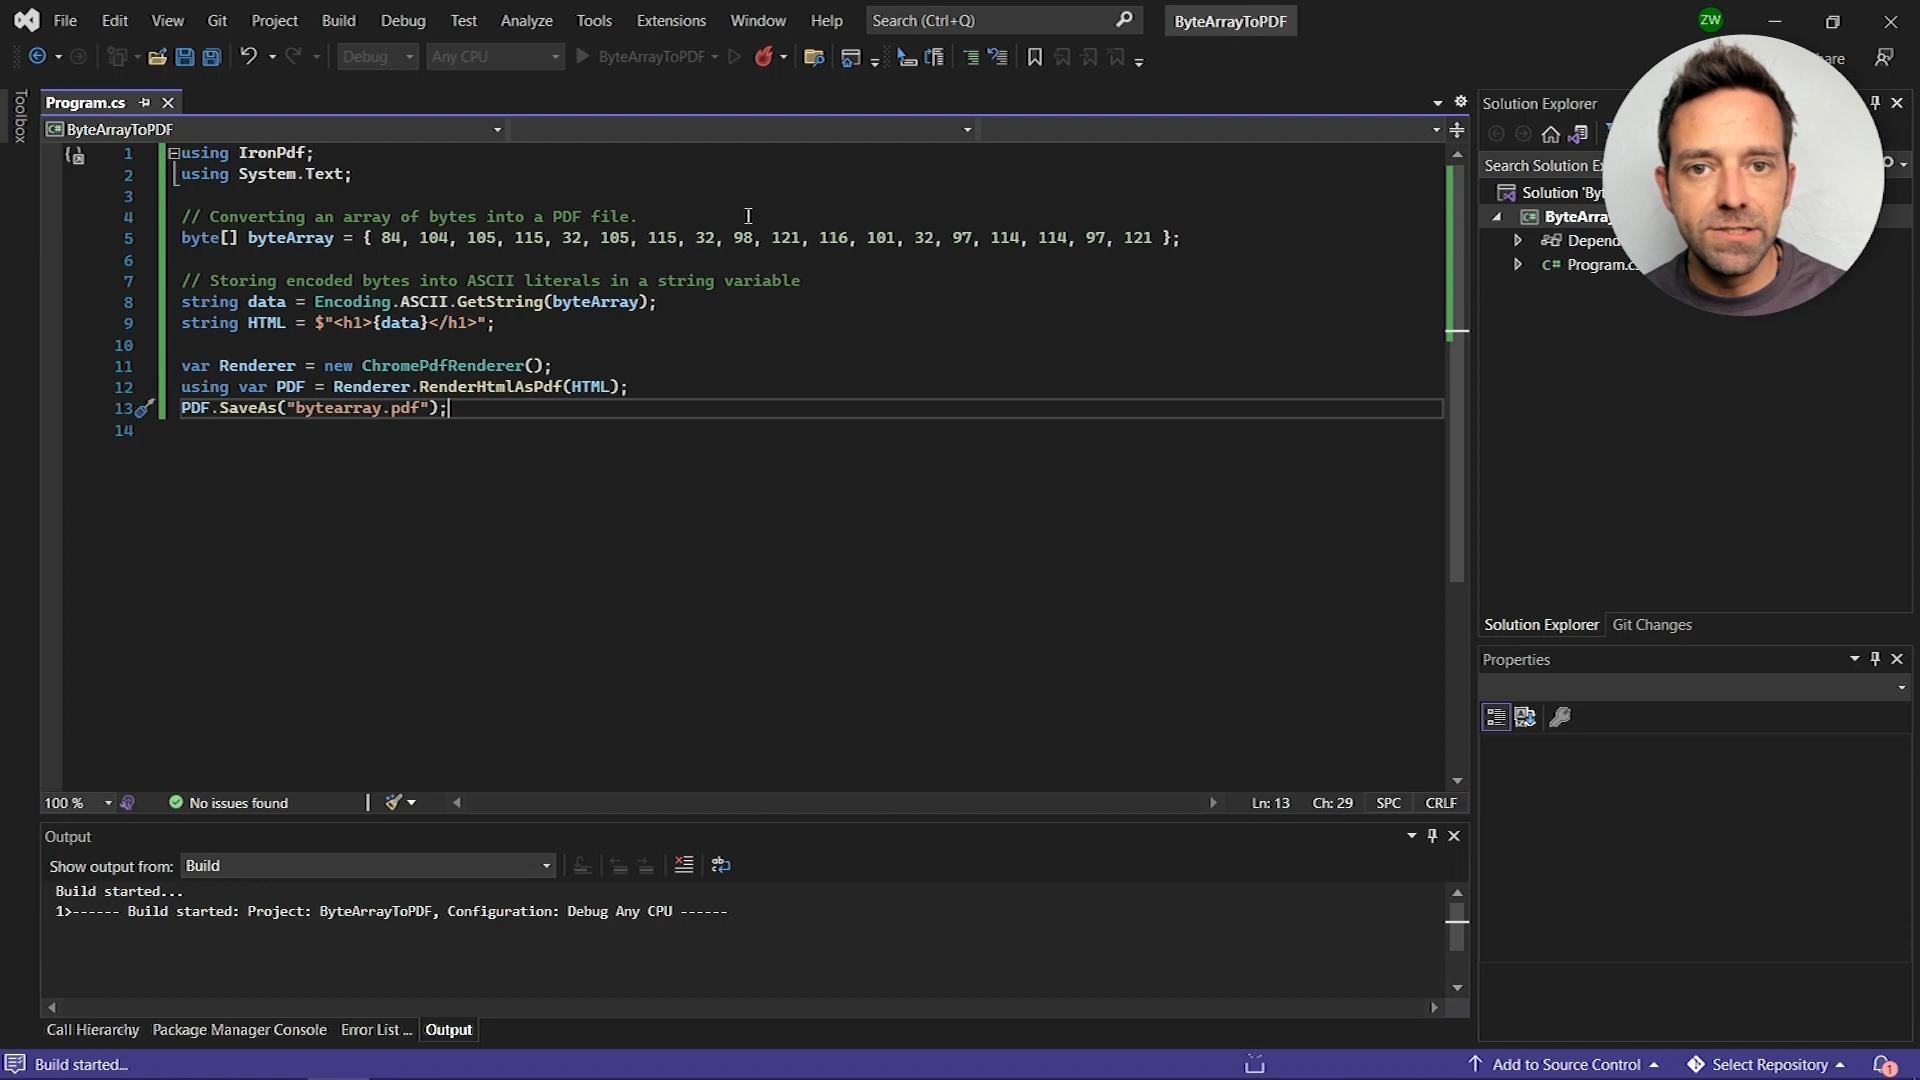 File Edit View Git Project Build Debug Test Analyze Tools Extensions Window Help Search (Ctrl+Q) ByteArrayToPDF ZW
Debug Any CPU ByteArrayToPDF
Toolbox
Program.cs
ByteArrayToPDF
1 using IronPdf;
2 using System.Text;
3
4 // Converting an array of bytes into a PDF file.
5 byte[] byteArray = { 84, 104, 105, 115, 32, 105, 115, 32, 98, 121, 116, 101, 32, 97, 114, 114, 97, 121 };
6
7 // Storing encoded bytes into ASCII literals in a string variable
8 string data = Encoding.ASCII.GetString(byteArray);
9 string HTML = $"<h1>{data}</h1>";
10
11 var Renderer = new ChromePdfRenderer();
12 using var PDF = Renderer.RenderHtmlAsPdf(HTML);
13 PDF.SaveAs("bytearray.pdf");
14
100 % No issues found Ln: 13 Ch: 29 SPC CRLF
Output
Show output from: Build
Build started...
1>------ Build started: Project: ByteArrayToPDF, Configuration: Debug Any CPU ------
Call Hierarchy Package Manager Console Error List ... Output
Solution Explorer
Search Solution Ex
Solution 'Byt
ByteArray
Depend
C# Program.c
Solution Explorer Git Changes
Properties
Build started... Add to Source Control Select Repository 1